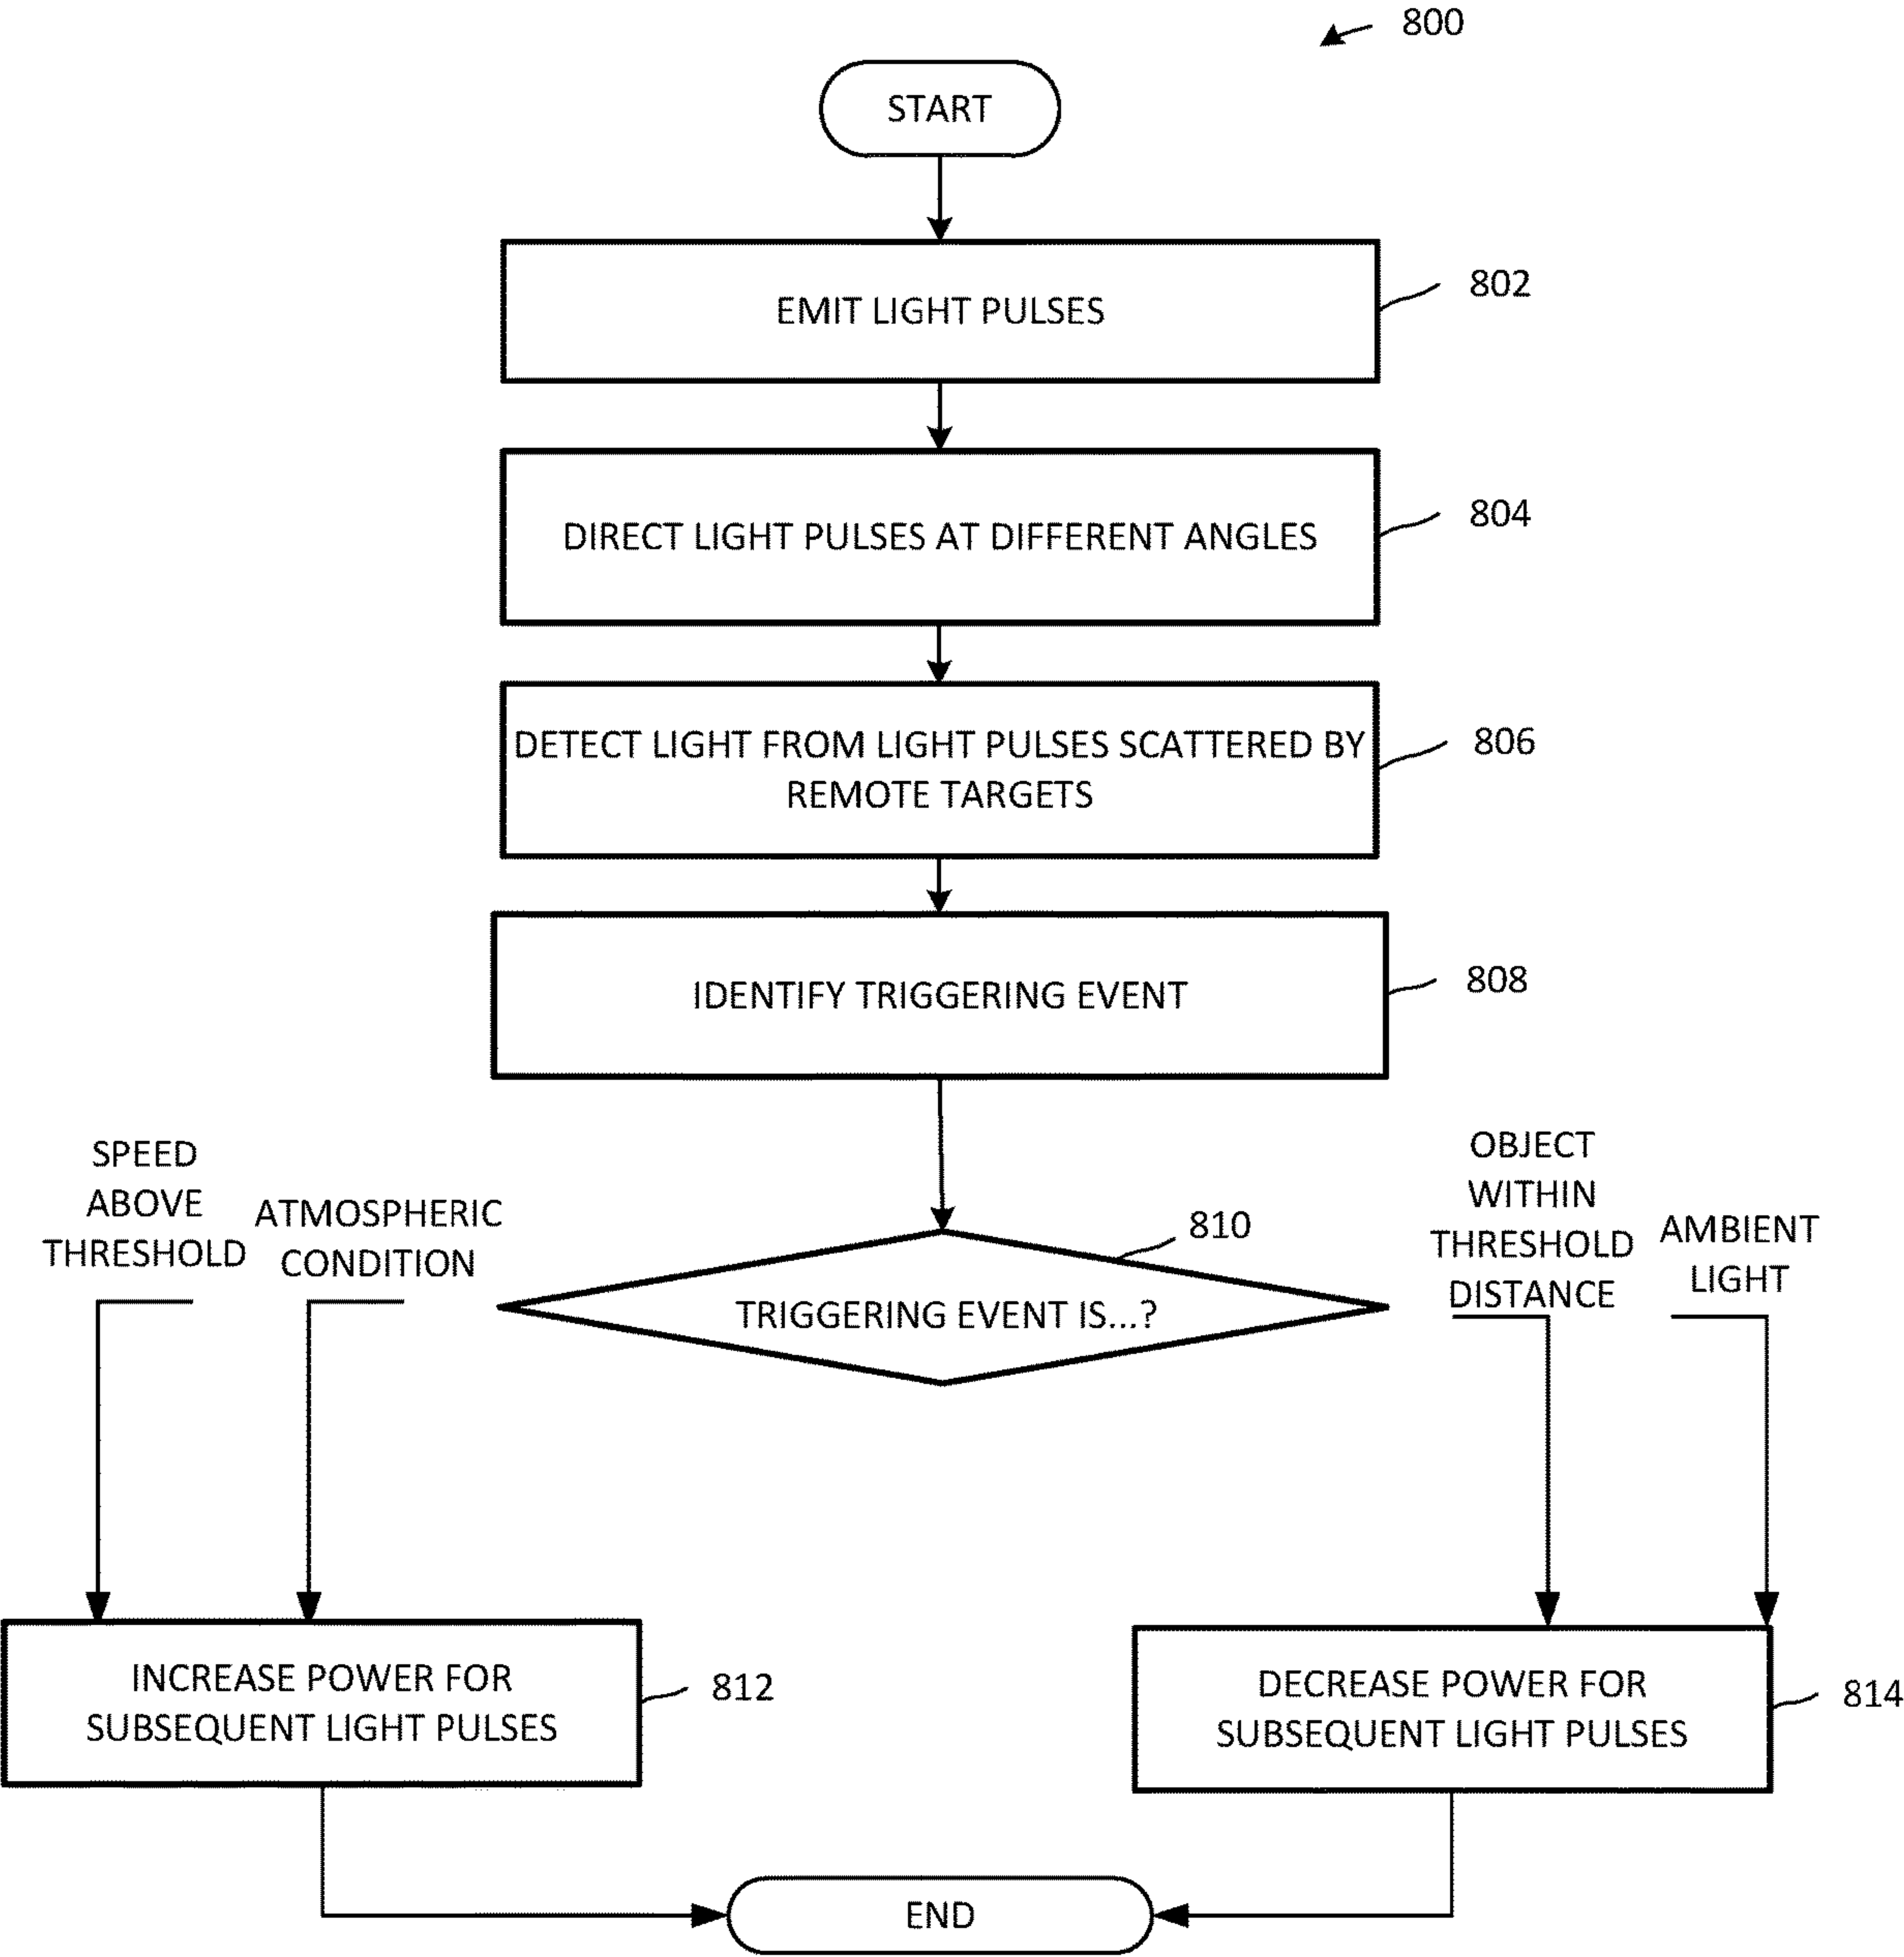 800
START
EMIT LIGHT PULSES
802
DIRECT LIGHT PULSES AT DIFFERENT ANGLES
804
DETECT LIGHT FROM LIGHT PULSES SCATTERED BY
REMOTE TARGETS
806
IDENTIFY TRIGGERING EVENT
808
SPEED
ABOVE
THRESHOLD
ATMOSPHERIC
CONDITION
810
TRIGGERING EVENT IS...?
OBJECT
WITHIN
THRESHOLD
DISTANCE
AMBIENT
LIGHT
INCREASE POWER FOR
SUBSEQUENT LIGHT PULSES
812
DECREASE POWER FOR
SUBSEQUENT LIGHT PULSES
814
END